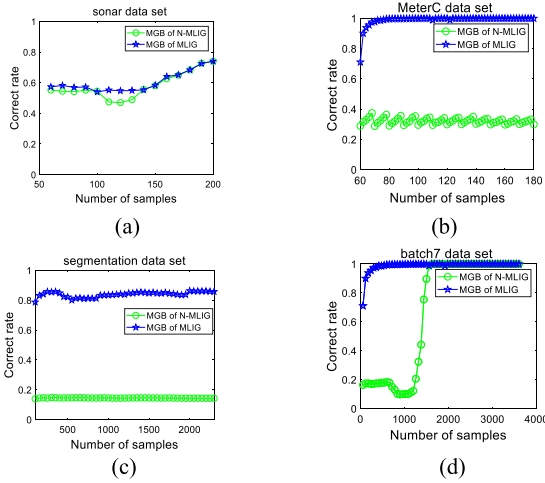 sonar data set
MGB of N-MLIG
MGB of MLIG
Correct rate
1
0.8
0.6
0.4
0.2
0
50
100
150
200
Number of samples
(a)
MeterC data set
MGB of N-MLIG
MGB of MLIG
Correct rate
1
0.8
0.6
0.4
0.2
0
60
80
100
120
140
160
180
Number of samples
(b)
segmentation data set
MGB of N-MLIG
MGB of MLIG
Correct rate
1
0.8
0.6
0.4
0.2
0
500
1000
1500
2000
Number of samples
(c)
batch7 data set
MGB of N-MLIG
MGB of MLIG
Correct rate
1
0.8
0.6
0.4
0.2
0
0
1000
2000
3000
4000
Number of samples
(d)